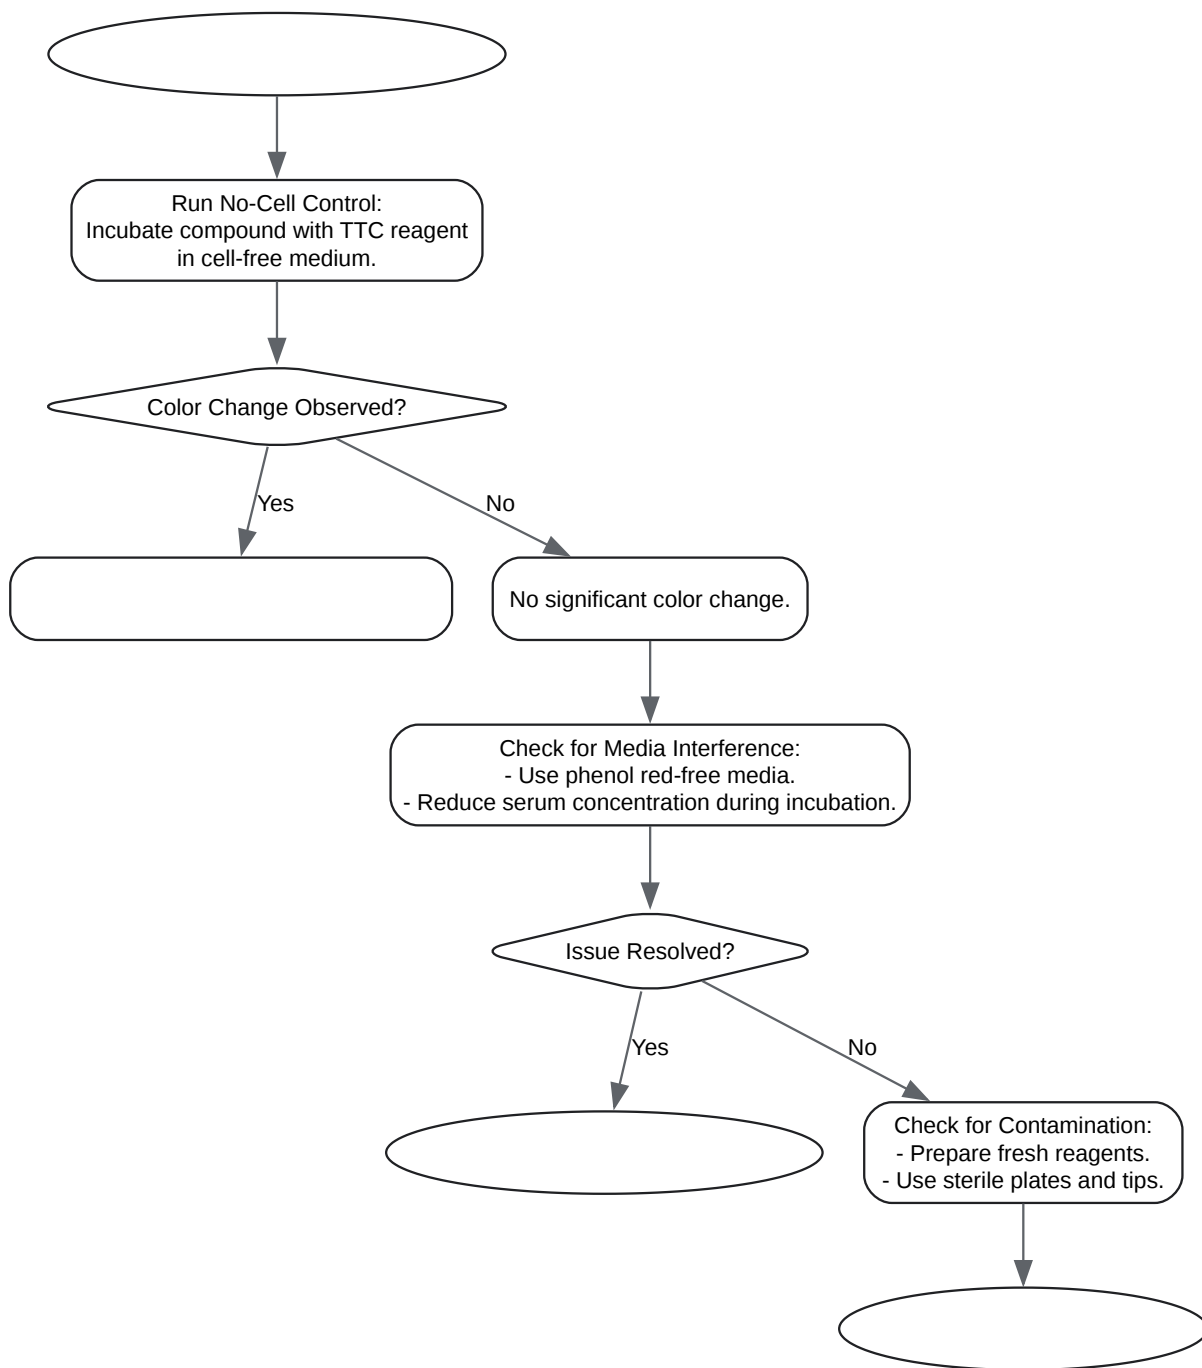 Run No-Cell Control:
Incubate compound with TTC reagent
in cell-free medium.
Color Change Observed?
Yes
No
No significant color change.
Check for Media Interference:
- Use phenol red-free media.
- Reduce serum concentration during incubation.
Issue Resolved?
Yes
No
Check for Contamination:
- Prepare fresh reagents.
- Use sterile plates and tips.